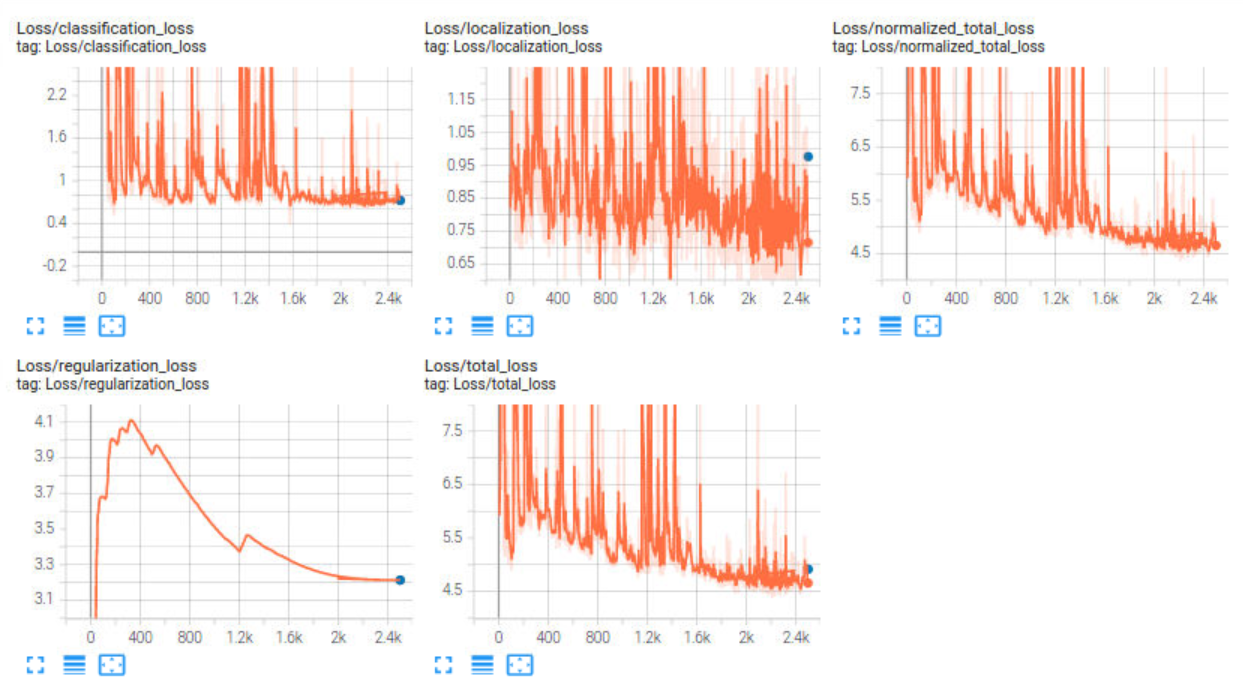 Loss/classification_loss
tag: Loss/classification_loss
2.2
1.6
1
0.4
-0.2
0 400 800 1.2k 1.6k 2k 2.4k
Loss/localization_loss
tag: Loss/localization_loss
1.15
1.05
0.95
0.85
0.75
0.65
0 400 800 1.2k 1.6k 2k 2.4k
Loss/normalized_total_loss
tag: Loss/normalized_total_loss
7.5
6.5
5.5
4.5
0 400 800 1.2k 1.6k 2k 2.4k
Loss/regularization_loss
tag: Loss/regularization_loss
4.1
3.9
3.7
3.5
3.3
3.1
0 400 800 1.2k 1.6k 2k 2.4k
Loss/total_loss
tag: Loss/total_loss
7.5
6.5
5.5
4.5
0 400 800 1.2k 1.6k 2k 2.4k